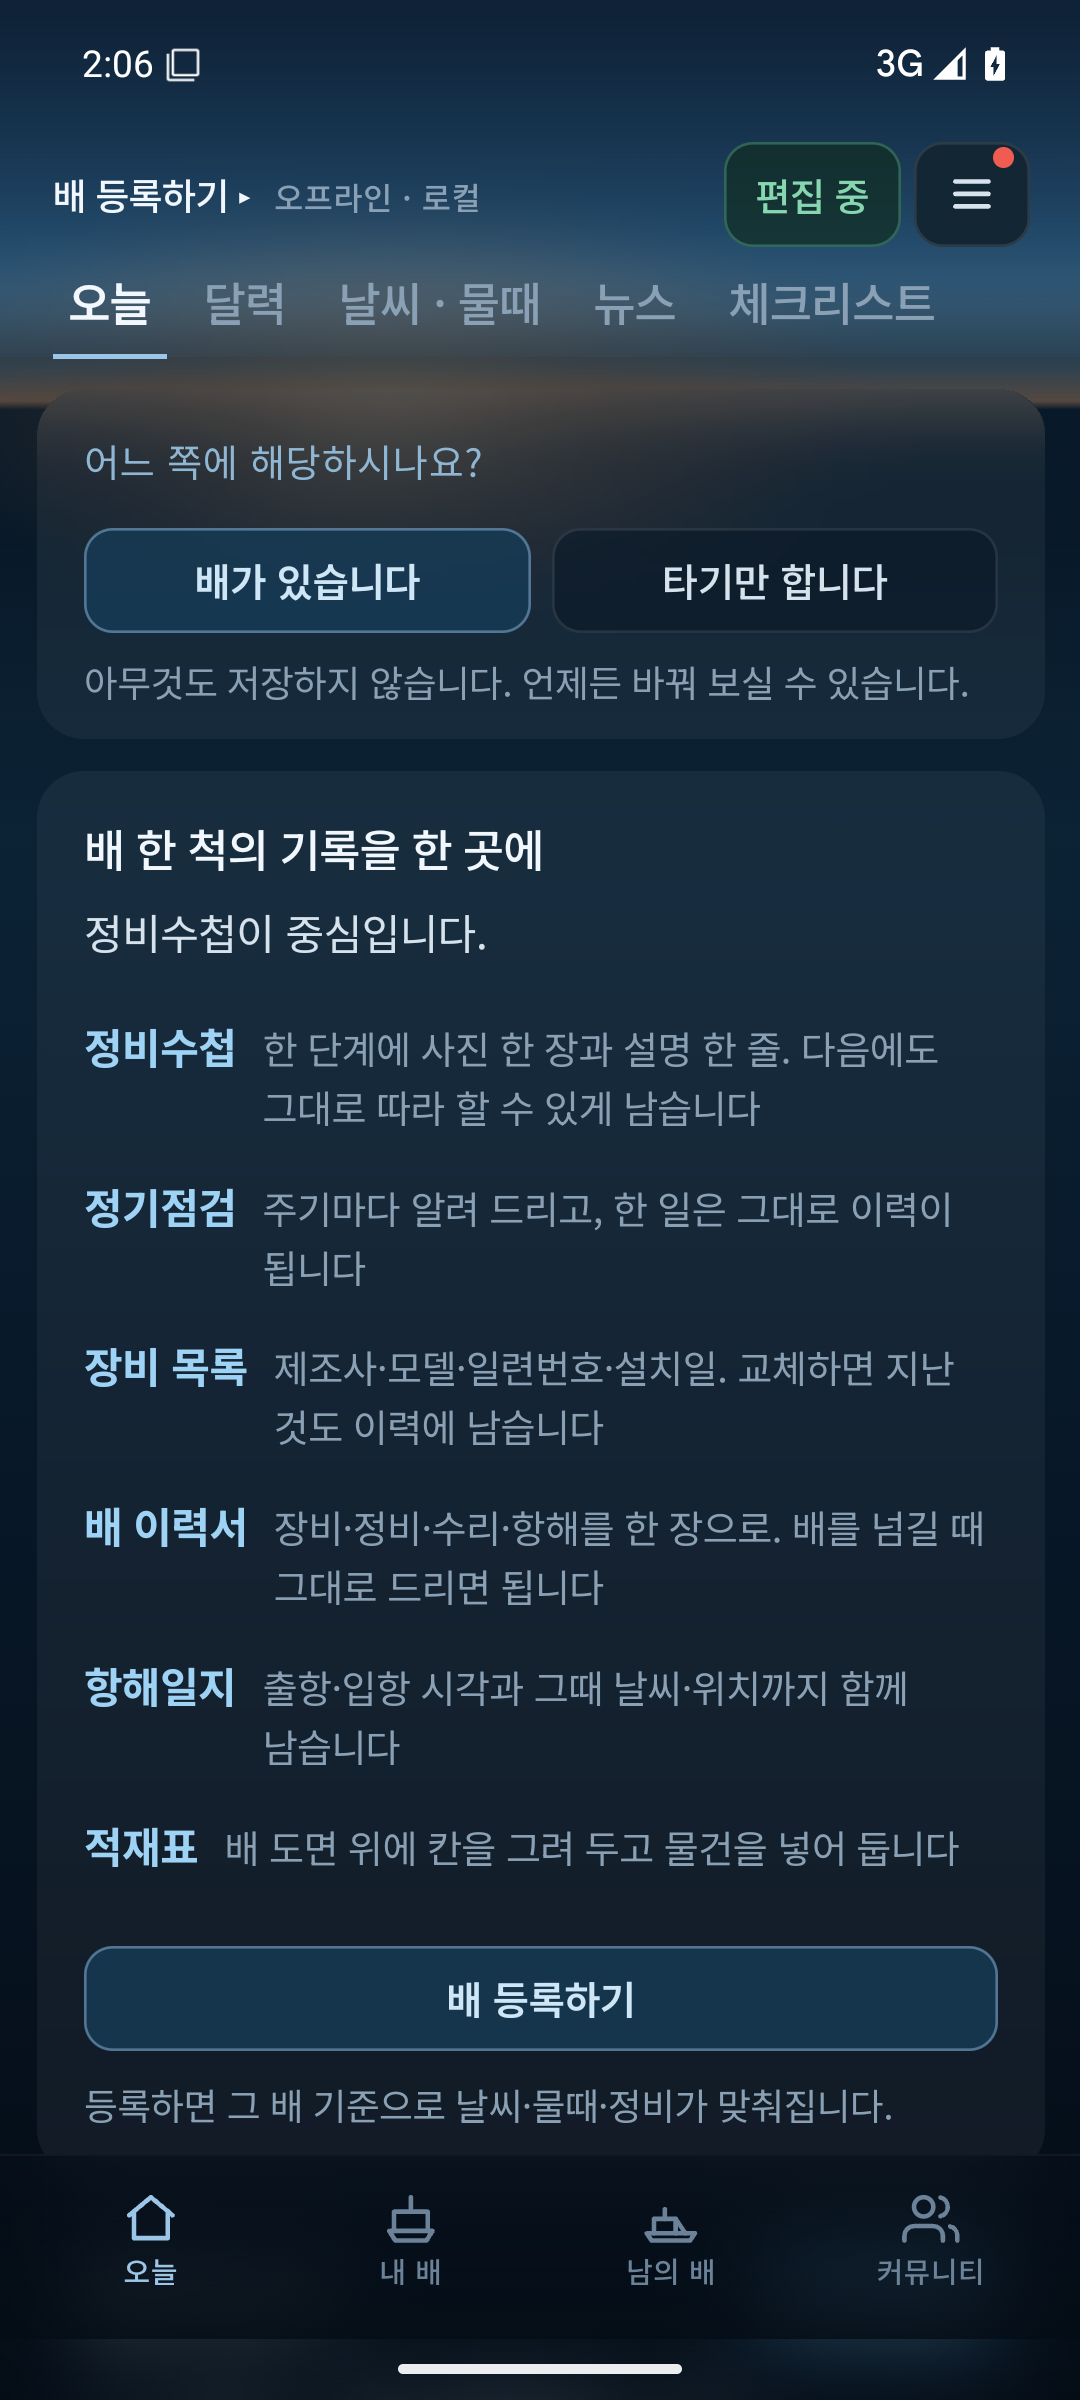 2:06
3G
배 등록하기 ▸ 오프라인 · 로컬
편집 중
오늘 달력 날씨 · 물때 뉴스 체크리스트
어느 쪽에 해당하시나요?
배가 있습니다
타기만 합니다
아무것도 저장하지 않습니다. 언제든 바꿔 보실 수 있습니다.
배 한 척의 기록을 한 곳에
정비수첩이 중심입니다.
정비수첩 한 단계에 사진 한 장과 설명 한 줄. 다음에도
그대로 따라 할 수 있게 남습니다
정기점검 주기마다 알려 드리고, 한 일은 그대로 이력이
됩니다
장비 목록 제조사·모델·일련번호·설치일. 교체하면 지난
것도 이력에 남습니다
배 이력서 장비·정비·수리·항해를 한 장으로. 배를 넘길 때
그대로 드리면 됩니다
항해일지 출항·입항 시각과 그때 날씨·위치까지 함께
남습니다
적재표 배 도면 위에 칸을 그려 두고 물건을 넣어 둡니다
배 등록하기
등록하면 그 배 기준으로 날씨·물때·정비가 맞춰집니다.
오늘 내 배 남의 배 커뮤니티